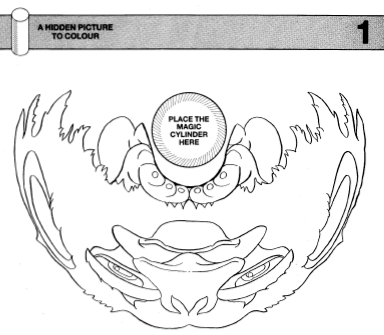 A HIDDEN PICTURE
TO COLOUR
1
PLACE THE
MAGIC
CYLINDER
HERE